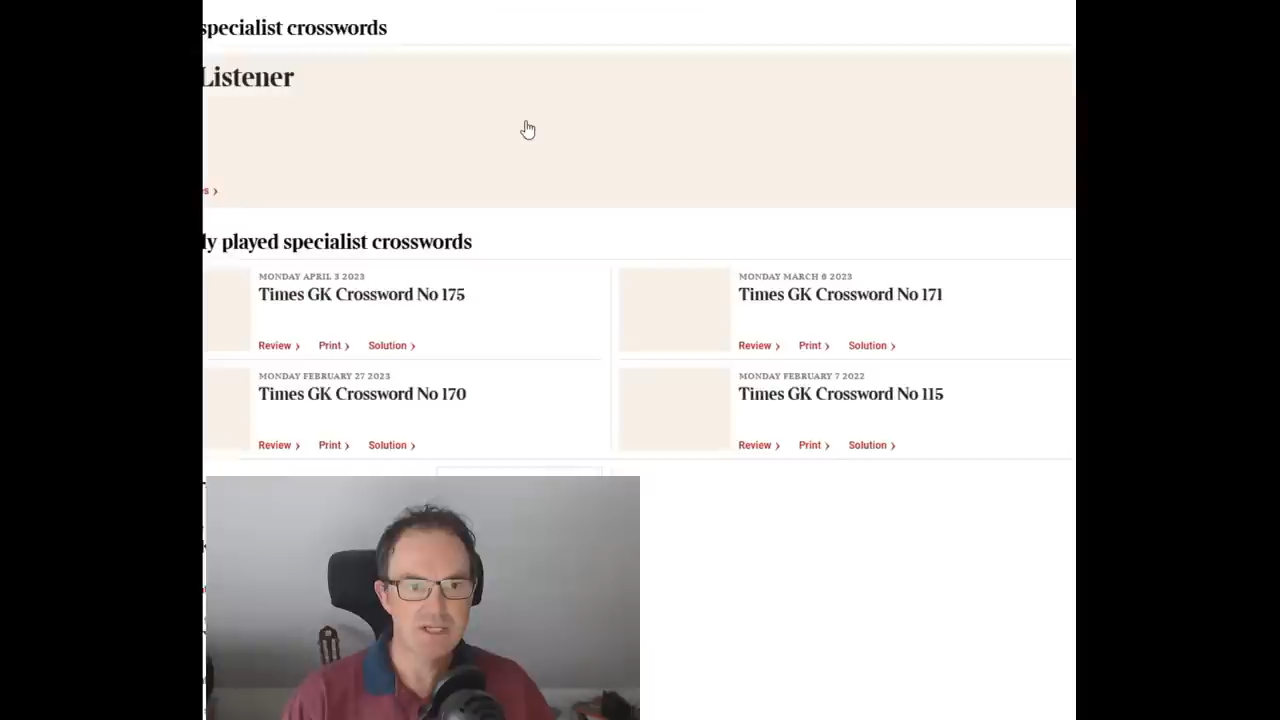 specialist crosswords
Listener
s ›
ly played specialist crosswords
MONDAY APRIL 3 2023
Times GK Crossword No 175
Review › Print › Solution ›
MONDAY MARCH 6 2023
Times GK Crossword No 171
Review › Print › Solution ›
MONDAY FEBRUARY 27 2023
Times GK Crossword No 170
Review › Print › Solution ›
MONDAY FEBRUARY 7 2022
Times GK Crossword No 115
Review › Print › Solution ›